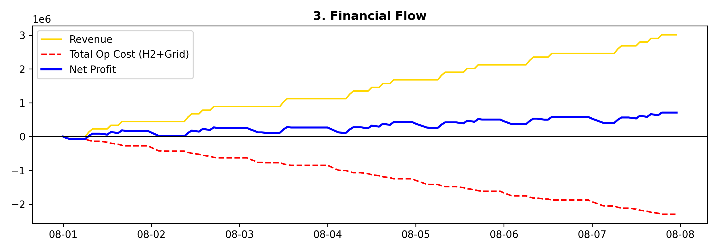 3. Financial Flow
1e6
Revenue
Total Op Cost (H2+Grid)
Net Profit
3
2
1
0
−1
−2
08-01 08-02 08-03 08-04 08-05 08-06 08-07 08-08